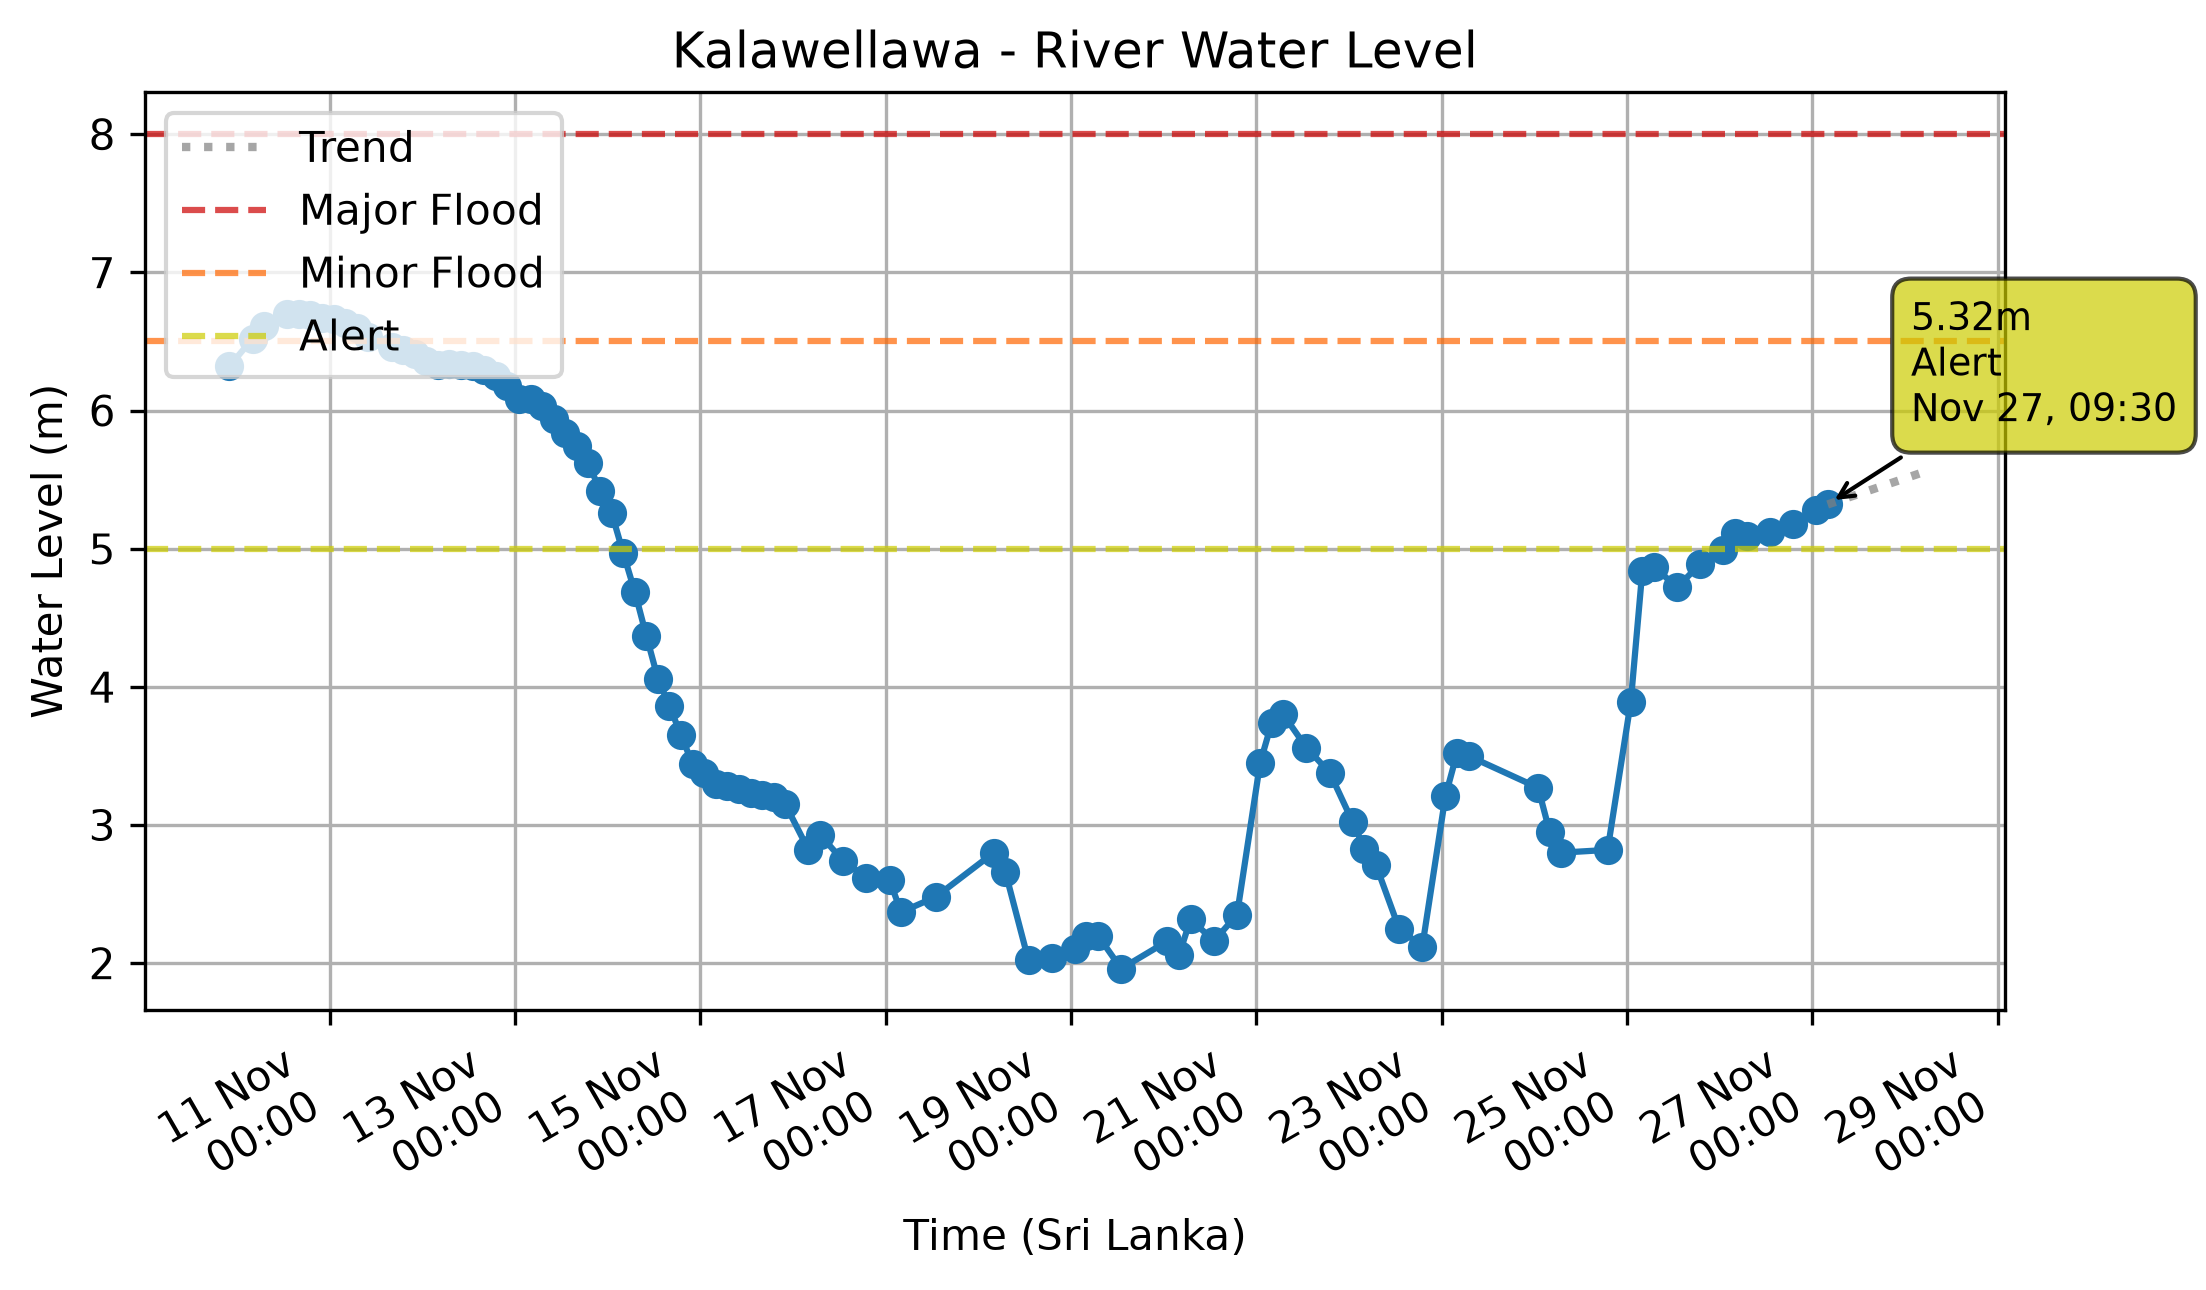 Kalawellawa - River Water Level
Trend
Major Flood
Minor Flood
Alert
5.32m
Alert
Nov 27, 09:30
Water Level (m)
8
7
6
5
4
3
2
11 Nov
00:00
13 Nov
00:00
15 Nov
00:00
17 Nov
00:00
19 Nov
00:00
21 Nov
00:00
23 Nov
00:00
25 Nov
00:00
27 Nov
00:00
29 Nov
00:00
Time (Sri Lanka)